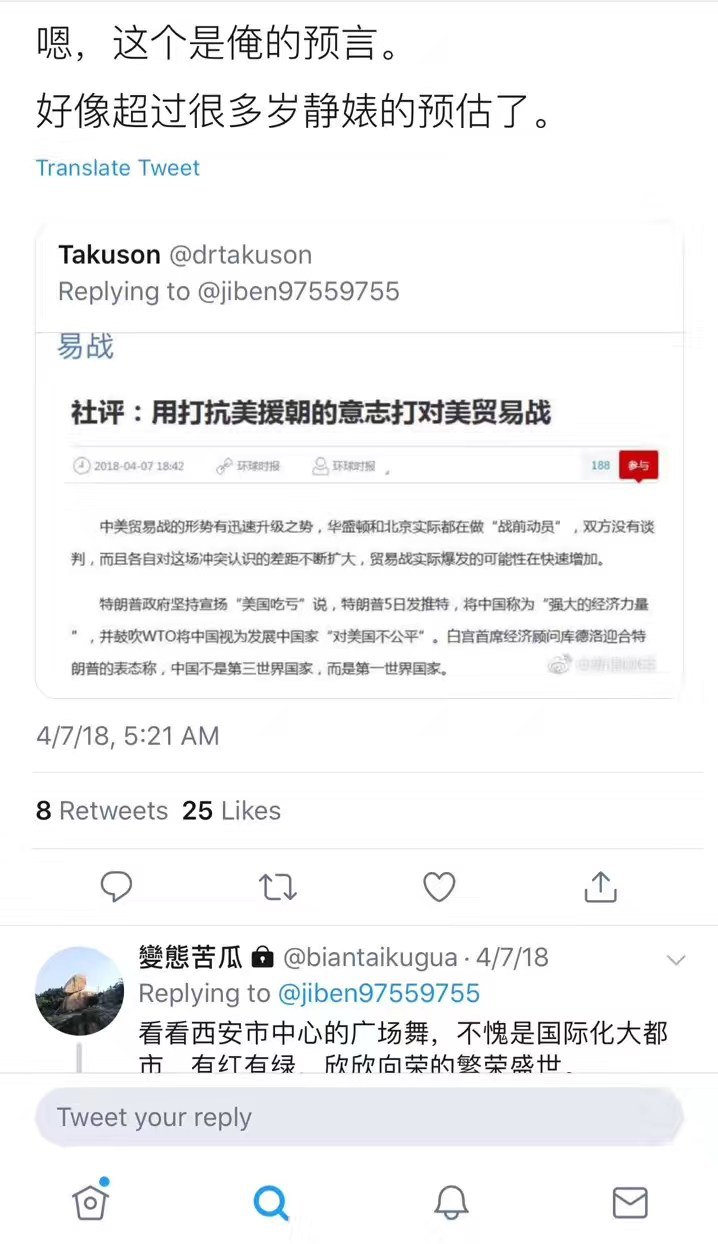 嗯，这个是俺的预言。
好像超过很多岁静婊的预估了。
Translate Tweet
Takuson @drtakuson
Replying to @jiben97559755
易战
社评：用打抗美援朝的意志打对美贸易战
2018-04-07 18:42 环球时报 环球时报 188 参与
中美贸易战的形势有迅速升级之势，华盛顿和北京实际都在做“战前动员”，双方没有谈
判，而且各自对这场冲突认识的差距不断扩大，贸易战实际爆发的可能性在快速增加。
特朗普政府坚持宣扬“美国吃亏”说，特朗普5日发推特，将中国称为“强大的经济力量
”，并鼓吹WTO将中国视为发展中国家“对美国不公平”。白宫首席经济顾问库德洛迎合特
朗普的表态称，中国不是第三世界国家，而是第一世界国家。
4/7/18, 5:21 AM
8 Retweets 25 Likes
變態苦瓜 @biantaikugua · 4/7/18
Replying to @jiben97559755
看看西安市中心的广场舞，不愧是国际化大都
市，有红有绿，欣欣向荣的繁荣盛世。
Tweet your reply